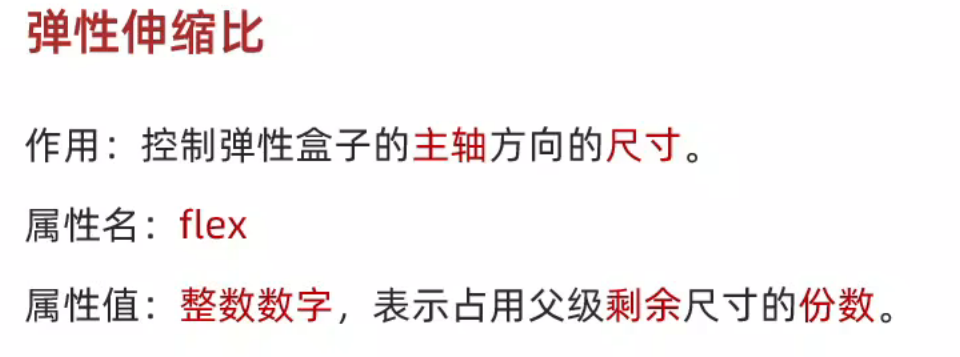 弹性伸缩比
作用：控制弹性盒子的主轴方向的尺寸。
属性名：flex
属性值：整数数字，表示占用父级剩余尺寸的份数。